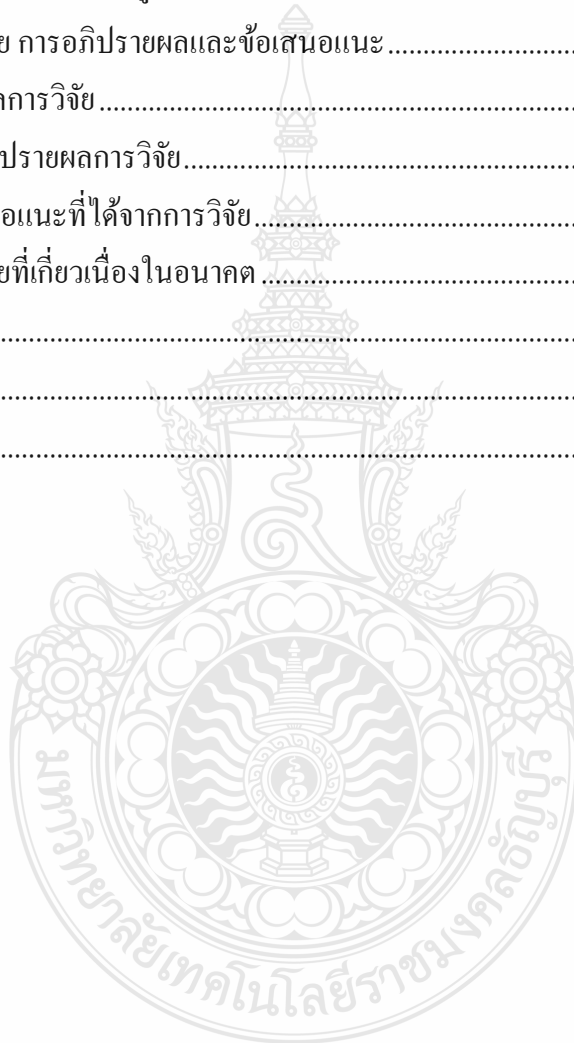 ย การอภิปรายผลและข้อเสนอแนะ................................
ลการวิจัย................................................................................
ปรายผลการวิจัย..................................................................
อแนะที่ได้จากการวิจัย......................................................
ยที่เกี่ยวเนื่องในอนาคต.....................................................
....................................................................................................
....................................................................................................
....................................................................................................
มหาวิทยาลัยเทคโนโลยีราชมงคลธัญบุรี